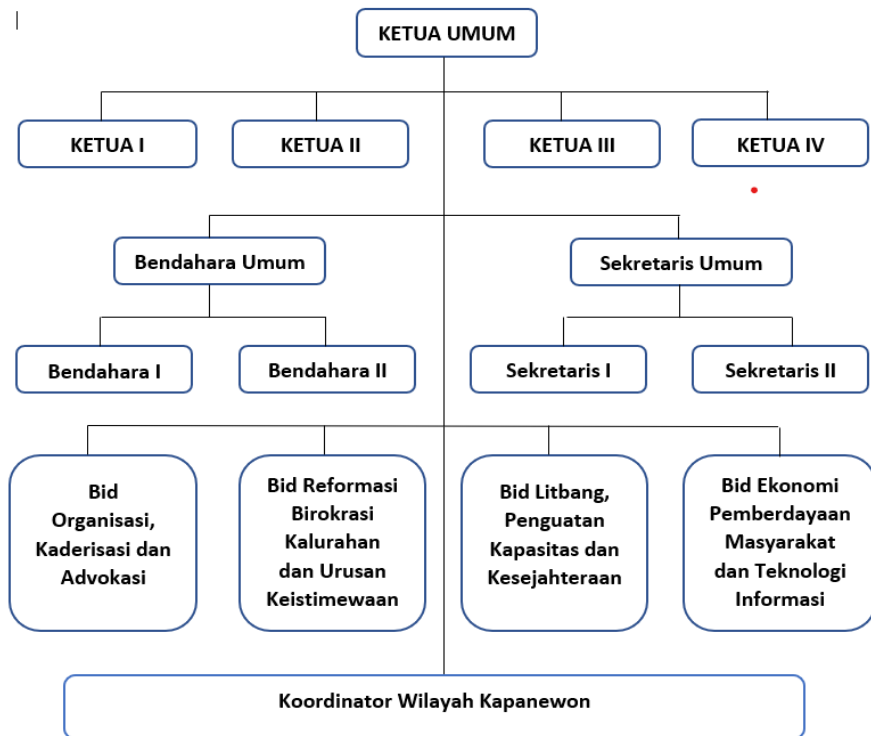 KETUA UMUM
KETUA I
KETUA II
KETUA III
KETUA IV
Bendahara Umum
Sekretaris Umum
Bendahara I
Bendahara II
Sekretaris I
Sekretaris II
Bid
Organisasi,
Kaderisasi dan
Advokasi
Bid Reformasi
Birokrasi
Kalurahan
dan Urusan
Keistimewaan
Bid Litbang,
Penguatan
Kapasitas dan
Kesejahteraan
Bid Ekonomi
Pemberdayaan
Masyarakat
dan Teknologi
Informasi
Koordinator Wilayah Kapanewon